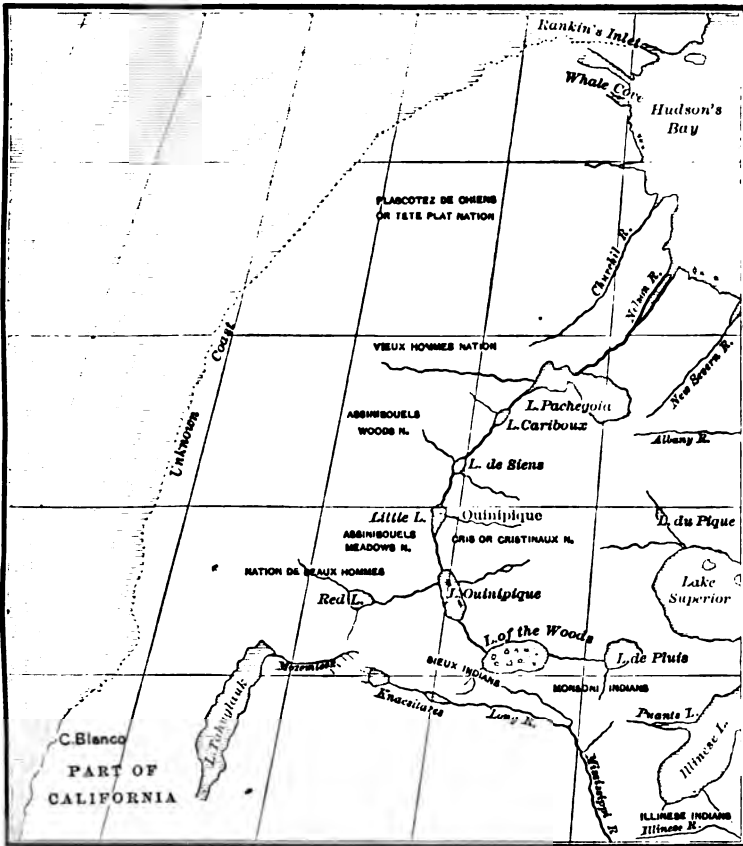 Rankin's Inlet
Whale Cove
Hudson's
Bay
PLASCOTEZ DE CHIENS
OR TETE PLAT NATION
Churchil R.
Nelson R.
New Severn R.
Unknown Coast
VIEUX HOMMES NATION
L. Pachegoia
L. Cariboux
ASSINIBOUELS
WOODS N.
Albany R.
L. de Siens
Little L. Ouinipique
L. du Pique
ASSINIBOUELS
MEADOWS N.
CRIS OR CRISTINAUX N.
NATION DE BEAUX HOMMES
Lake
Superior
Red L.
L. Ouinipique
L. of the Woods
L. de Pluis
SIEUX INDIANS
MONSONI INDIANS
Knacsitares
Long R.
Puants L.
Illinese L.
C. Blanco
PART OF
CALIFORNIA
Mississippi R
ILLINESE INDIANS
Illinese R.